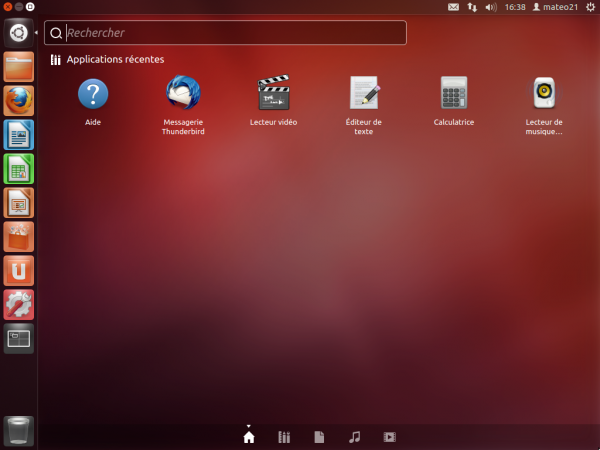 16:38 mateo21
Rechercher
Applications récentes
Aide
Messagerie
Thunderbird
Lecteur vidéo
Éditeur de
texte
Calculatrice
Lecteur de
musique...